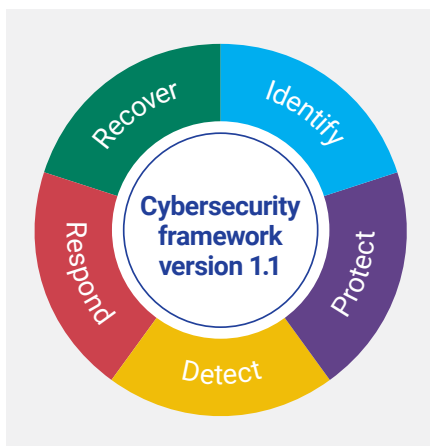 Identify
Protect
Detect
Respond
Recover
Cybersecurity
framework
version 1.1